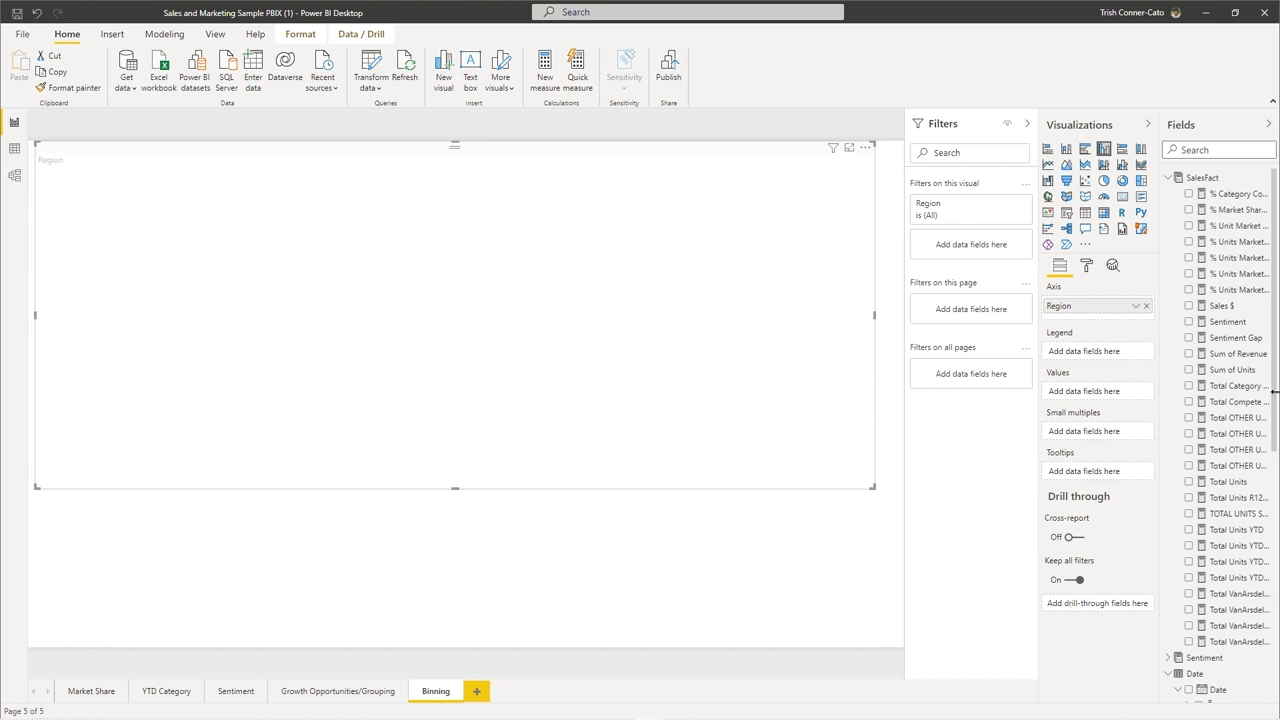 Sales and Marketing Sample PBIX (1) - Power BI Desktop
Search
Trish Conner-Cato
File Home Insert Modeling View Help Format Data / Drill
Paste
Cut
Copy
Format painter
Clipboard
Get data
Excel workbook
Power BI datasets
SQL Server
Enter data
Dataverse
Recent sources
Data
Transform data
Refresh
Queries
New visual
Text box
More visuals
Insert
New measure
Quick measure
Calculations
Sensitivity
Sensitivity
Publish
Share
Region
Filters
Search
Filters on this visual ...
Region
is (All)
Add data fields here
Filters on this page ...
Add data fields here
Filters on all pages ...
Add data fields here
Visualizations
R Py
Axis
Region
Legend
Add data fields here
Values
Add data fields here
Small multiples
Add data fields here
Tooltips
Add data fields here
Drill through
Cross-report
Off
Keep all filters
On
Add drill-through fields here
Fields
Search
SalesFact
% Category Co...
% Market Shar...
% Unit Market ...
% Units Market...
% Units Market...
% Units Market...
% Units Market...
Sales $
Sentiment
Sentiment Gap
Sum of Revenue
Sum of Units
Total Category ...
Total Compete ...
Total OTHER U...
Total OTHER U...
Total OTHER U...
Total OTHER U...
Total Units
Total Units R12...
TOTAL UNITS S...
Total Units YTD
Total Units YTD...
Total Units YTD...
Total Units YTD...
Total VanArsdel...
Total VanArsdel...
Total VanArsdel...
Total VanArsdel...
Sentiment
Date
Date
Market Share YTD Category Sentiment Growth Opportunities/Grouping Binning +
Page 5 of 5